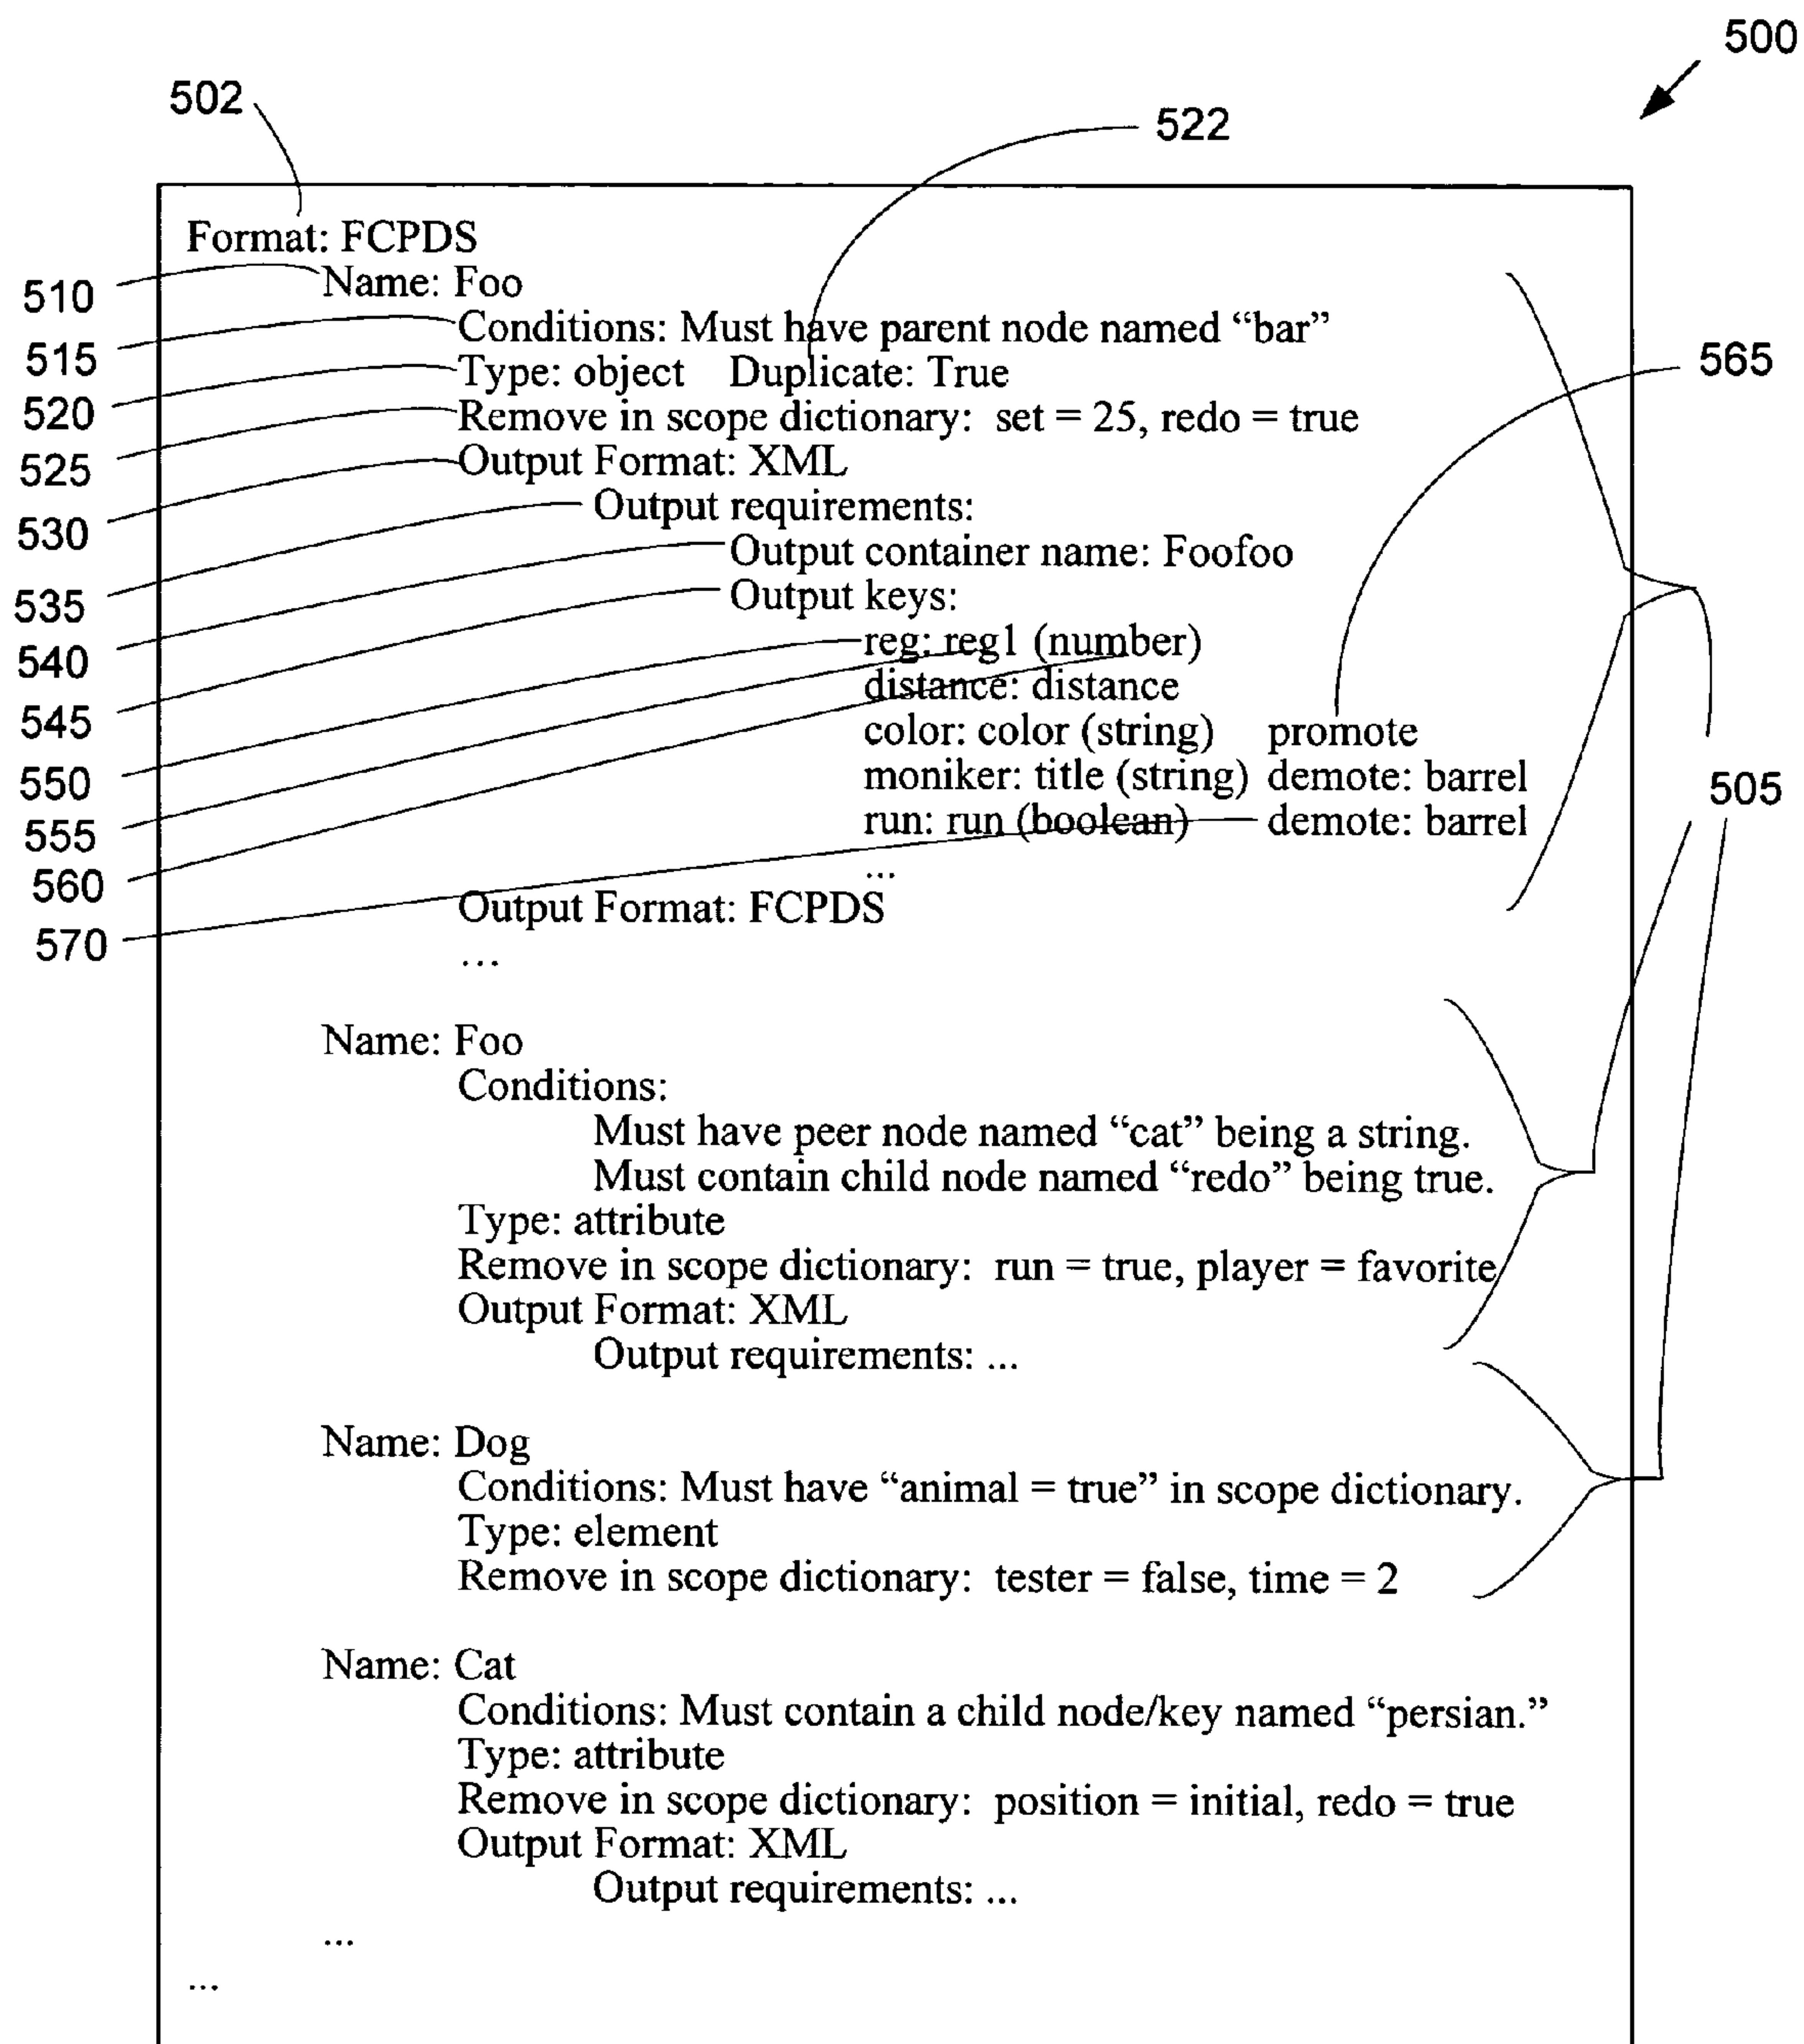 500
502
522
Format: FCPDS
510 Name: Foo
515 Conditions: Must have parent node named “bar”
520 Type: object Duplicate: True 565
525 Remove in scope dictionary: set = 25, redo = true
530 Output Format: XML
535 Output requirements:
540 Output container name: Foofoo
545 Output keys:
550 reg: reg1 (number)
555 distance: distance
560 color: color (string) promote
moniker: title (string) demote: barrel
505
570 run: run (boolean) demote: barrel
...
Output Format: FCPDS
...
Name: Foo
Conditions:
Must have peer node named “cat” being a string.
Must contain child node named “redo” being true.
Type: attribute
Remove in scope dictionary: run = true, player = favorite
Output Format: XML
Output requirements: ...
Name: Dog
Conditions: Must have “animal = true” in scope dictionary.
Type: element
Remove in scope dictionary: tester = false, time = 2
Name: Cat
Conditions: Must contain a child node/key named “persian.”
Type: attribute
Remove in scope dictionary: position = initial, redo = true
Output Format: XML
Output requirements: ...
...
...